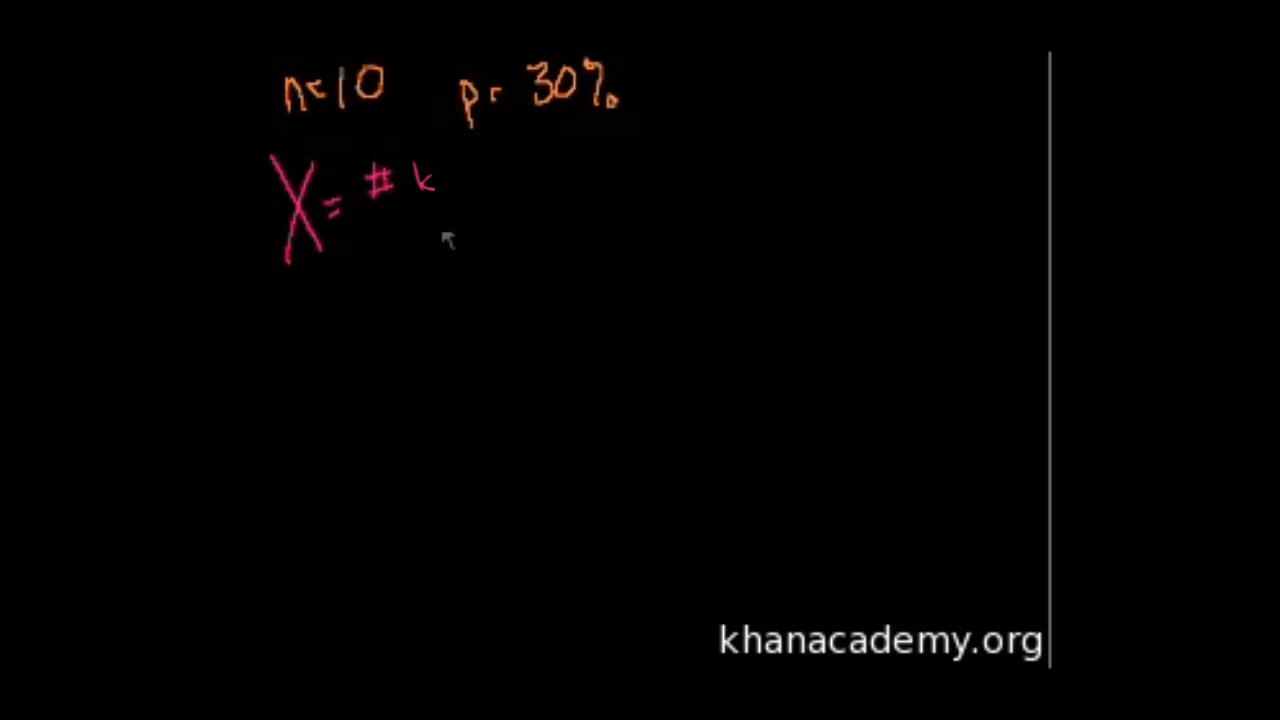 n=10 p= 30%
X= # k
khanacademy.org